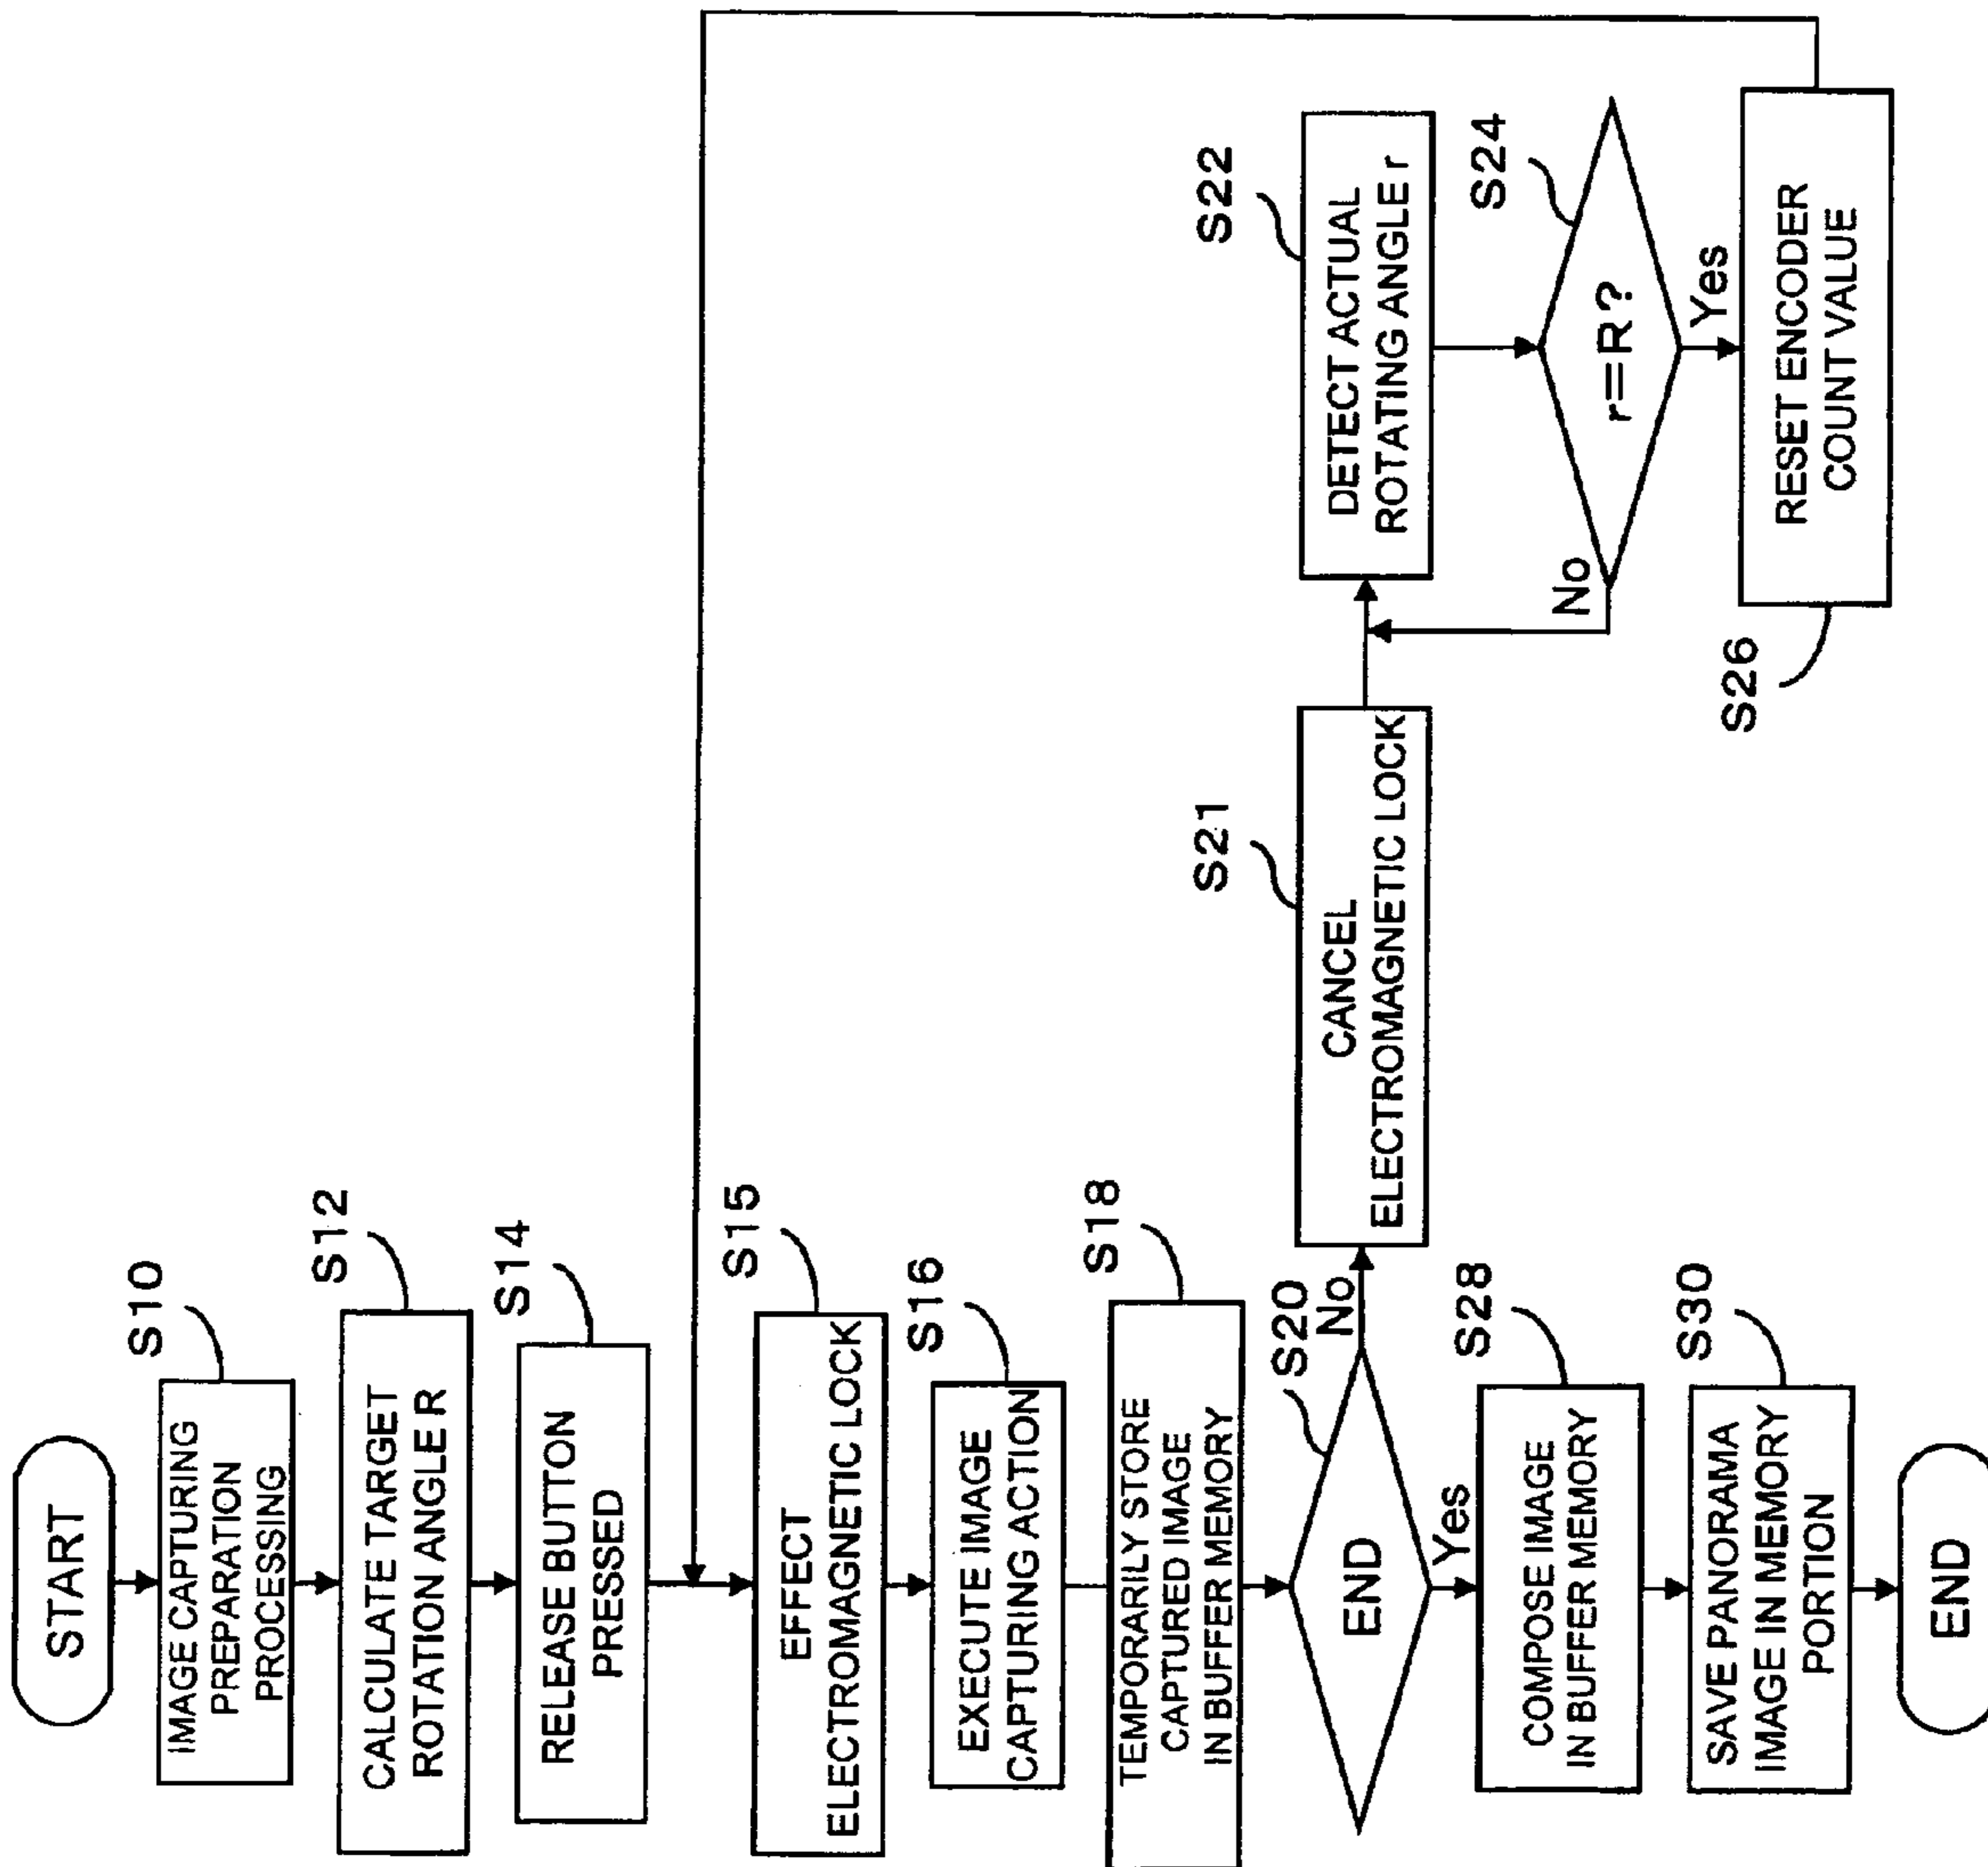 START
S10
IMAGE CAPTURING
PREPARATION
PROCESSING
S12
CALCULATE TARGET
ROTATION ANGLE R
S14
RELEASE BUTTON
PRESSED
S15
EFFECT
ELECTROMAGNETIC LOCK
S16
EXECUTE IMAGE
CAPTURING ACTION
S18
TEMPORARILY STORE
CAPTURED IMAGE
IN BUFFER MEMORY
S20
END
No
Yes
S21
CANCEL
ELECTROMAGNETIC LOCK
S22
DETECT ACTUAL
ROTATING ANGLE r
S24
r=R?
No
Yes
S26
RESET ENCODER
COUNT VALUE
S28
COMPOSE IMAGE
IN BUFFER MEMORY
S30
SAVE PANORAMA
IMAGE IN MEMORY
PORTION
END